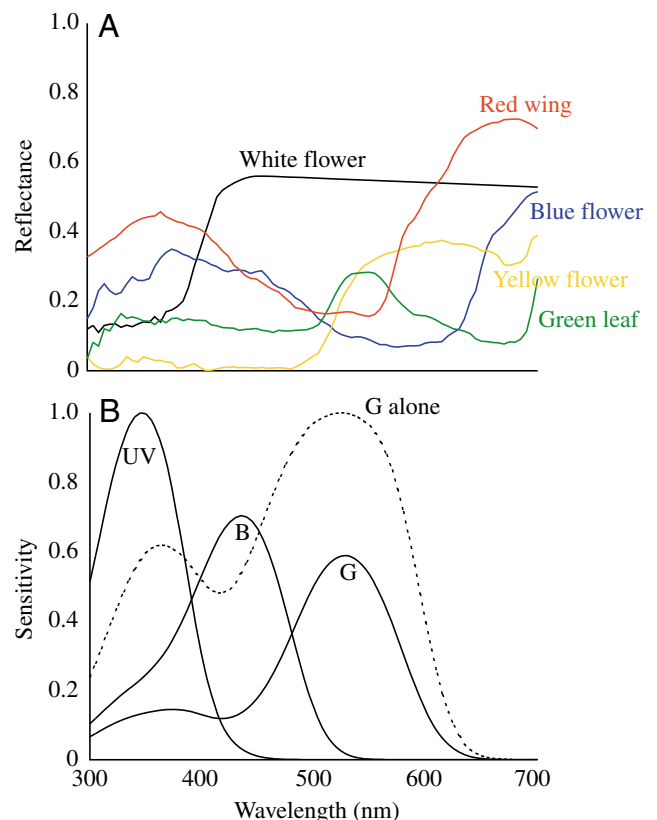 A
1.0
0.8
0.6
0.4
0.2
0
Reflectance
Red wing
White flower
Blue flower
Yellow flower
Green leaf
B
1.0
0.8
0.6
0.4
0.2
0
Sensitivity
G alone
UV
B
G
300 400 500 600 700
Wavelength (nm)